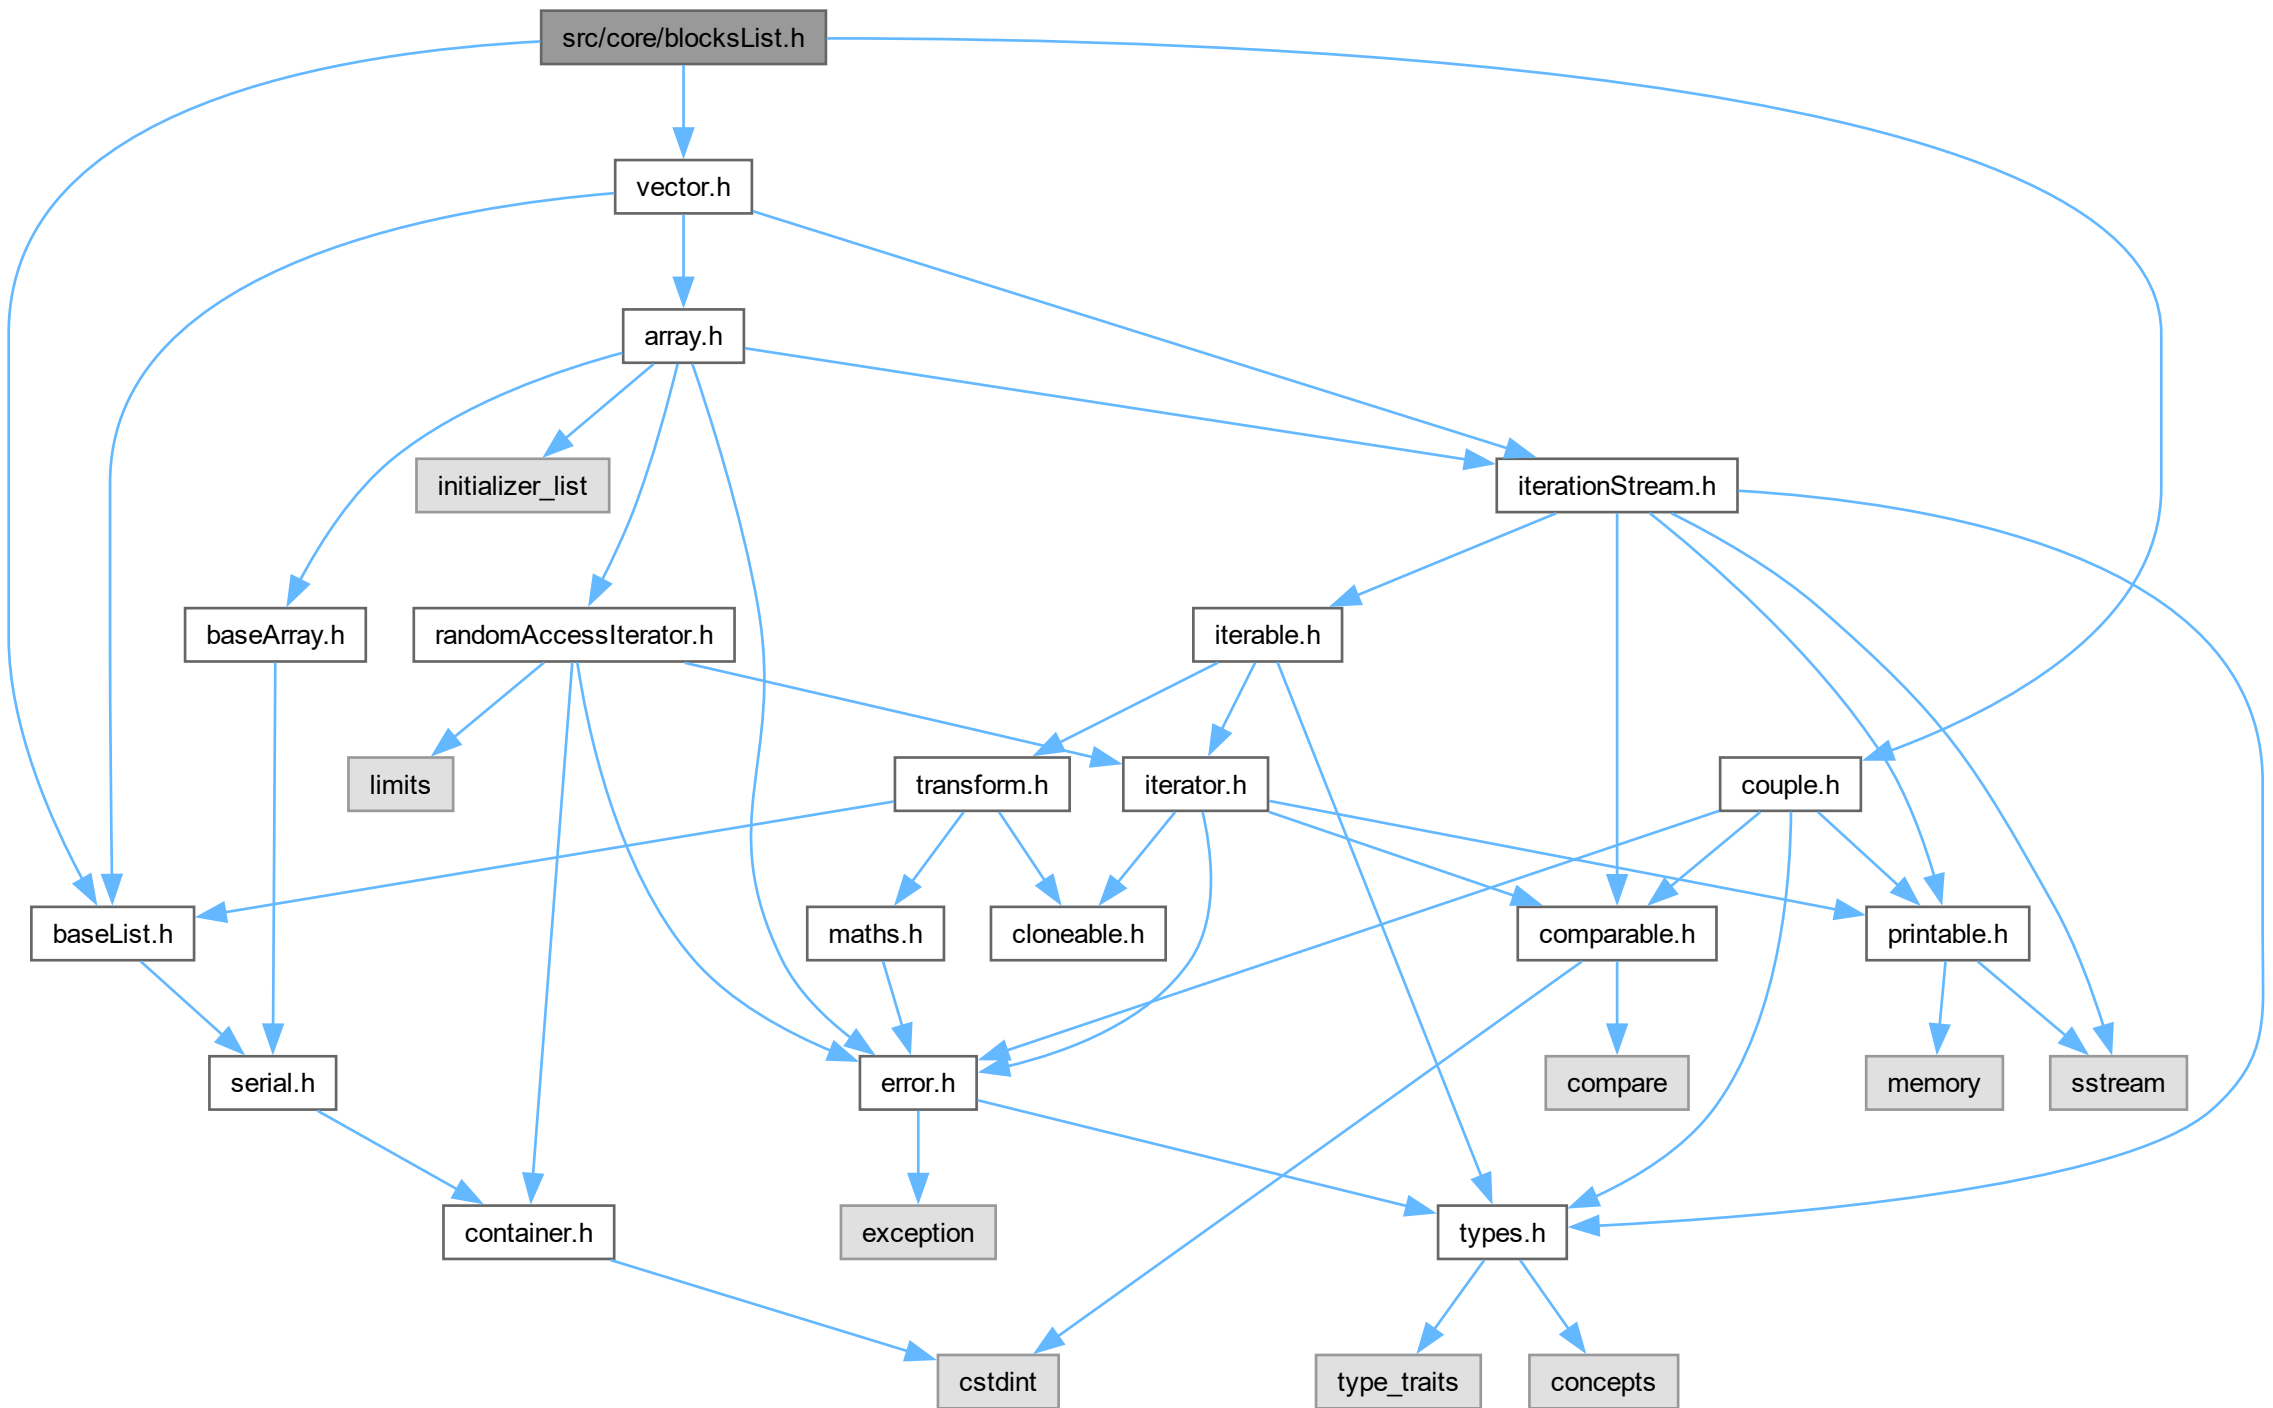 src/core/blocksList.h
vector.h
array.h
initializer_list
iterationStream.h
baseArray.h
randomAccessIterator.h
iterable.h
limits
transform.h
iterator.h
couple.h
baseList.h
maths.h
cloneable.h
comparable.h
printable.h
serial.h
error.h
compare
memory
sstream
container.h
exception
types.h
cstdint
type_traits
concepts